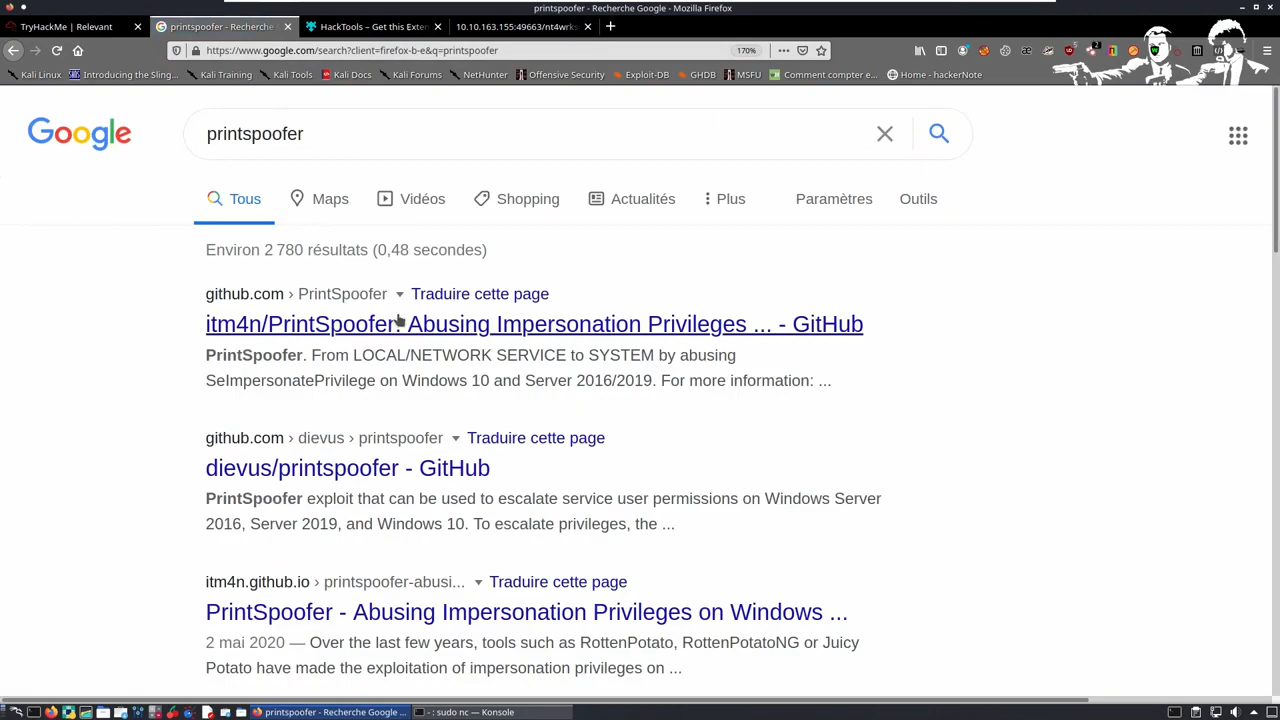 printspoofer - Recherche Google - Mozilla Firefox
TryHackMe | Relevant
printspoofer - Recherche
HackTools – Get this Exten
10.10.163.155:49663/nt4wrks
https://www.google.com/search?client=firefox-b-e&q=printspoofer
170%
Kali Linux
Introducing the Sling...
Kali Training
Kali Tools
Kali Docs
Kali Forums
NetHunter
Offensive Security
Exploit-DB
GHDB
MSFU
Comment compter e...
Home - hackerNote
Google
printspoofer
Tous
Maps
Vidéos
Shopping
Actualités
Plus
Paramètres
Outils
Environ 2 780 résultats (0,48 secondes)
github.com › PrintSpoofer Traduire cette page
itm4n/PrintSpoofer: Abusing Impersonation Privileges ... - GitHub
PrintSpoofer. From LOCAL/NETWORK SERVICE to SYSTEM by abusing
SeImpersonatePrivilege on Windows 10 and Server 2016/2019. For more information: ...
github.com › dievus › printspoofer Traduire cette page
dievus/printspoofer - GitHub
PrintSpoofer exploit that can be used to escalate service user permissions on Windows Server
2016, Server 2019, and Windows 10. To escalate privileges, the ...
itm4n.github.io › printspoofer-abusi... Traduire cette page
PrintSpoofer - Abusing Impersonation Privileges on Windows ...
2 mai 2020 — Over the last few years, tools such as RottenPotato, RottenPotatoNG or Juicy
Potato have made the exploitation of impersonation privileges on ...
printspoofer - Recherche Google ...
- : sudo nc — Konsole